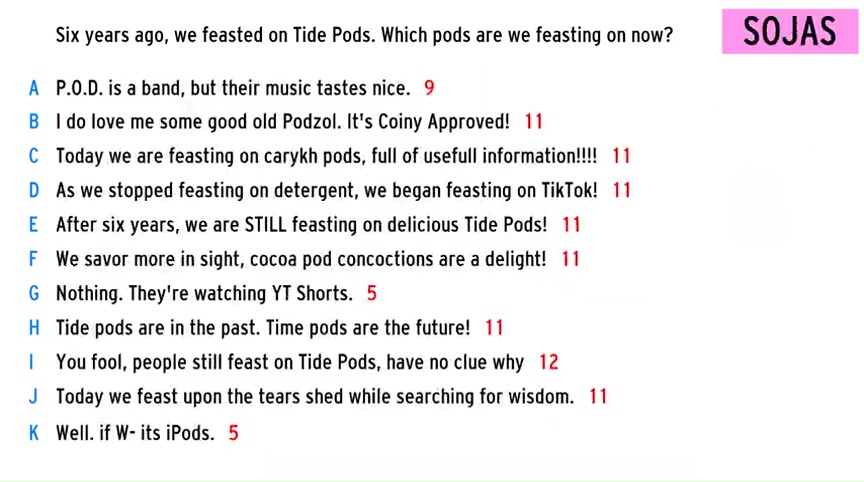 Six years ago, we feasted on Tide Pods. Which pods are we feasting on now?
SOJAS
A P.O.D. is a band, but their music tastes nice. 9
B I do love me some good old Podzol. It's Coiny Approved! 11
C Today we are feasting on carykh pods, full of usefull information!!!! 11
D As we stopped feasting on detergent, we began feasting on TikTok! 11
E After six years, we are STILL feasting on delicious Tide Pods! 11
F We savor more in sight, cocoa pod concoctions are a delight! 11
G Nothing. They're watching YT Shorts. 5
H Tide pods are in the past. Time pods are the future! 11
I You fool, people still feast on Tide Pods, have no clue why 12
J Today we feast upon the tears shed while searching for wisdom. 11
K Well. if W- its iPods. 5